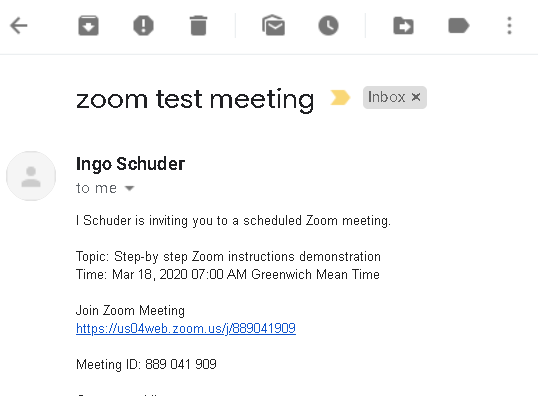 zoom test meeting
Inbox ×
Ingo Schuder
to me
I Schuder is inviting you to a scheduled Zoom meeting.
Topic: Step-by step Zoom instructions demonstration
Time: Mar 18, 2020 07:00 AM Greenwich Mean Time
Join Zoom Meeting
https://us04web.zoom.us/j/889041909
Meeting ID: 889 041 909